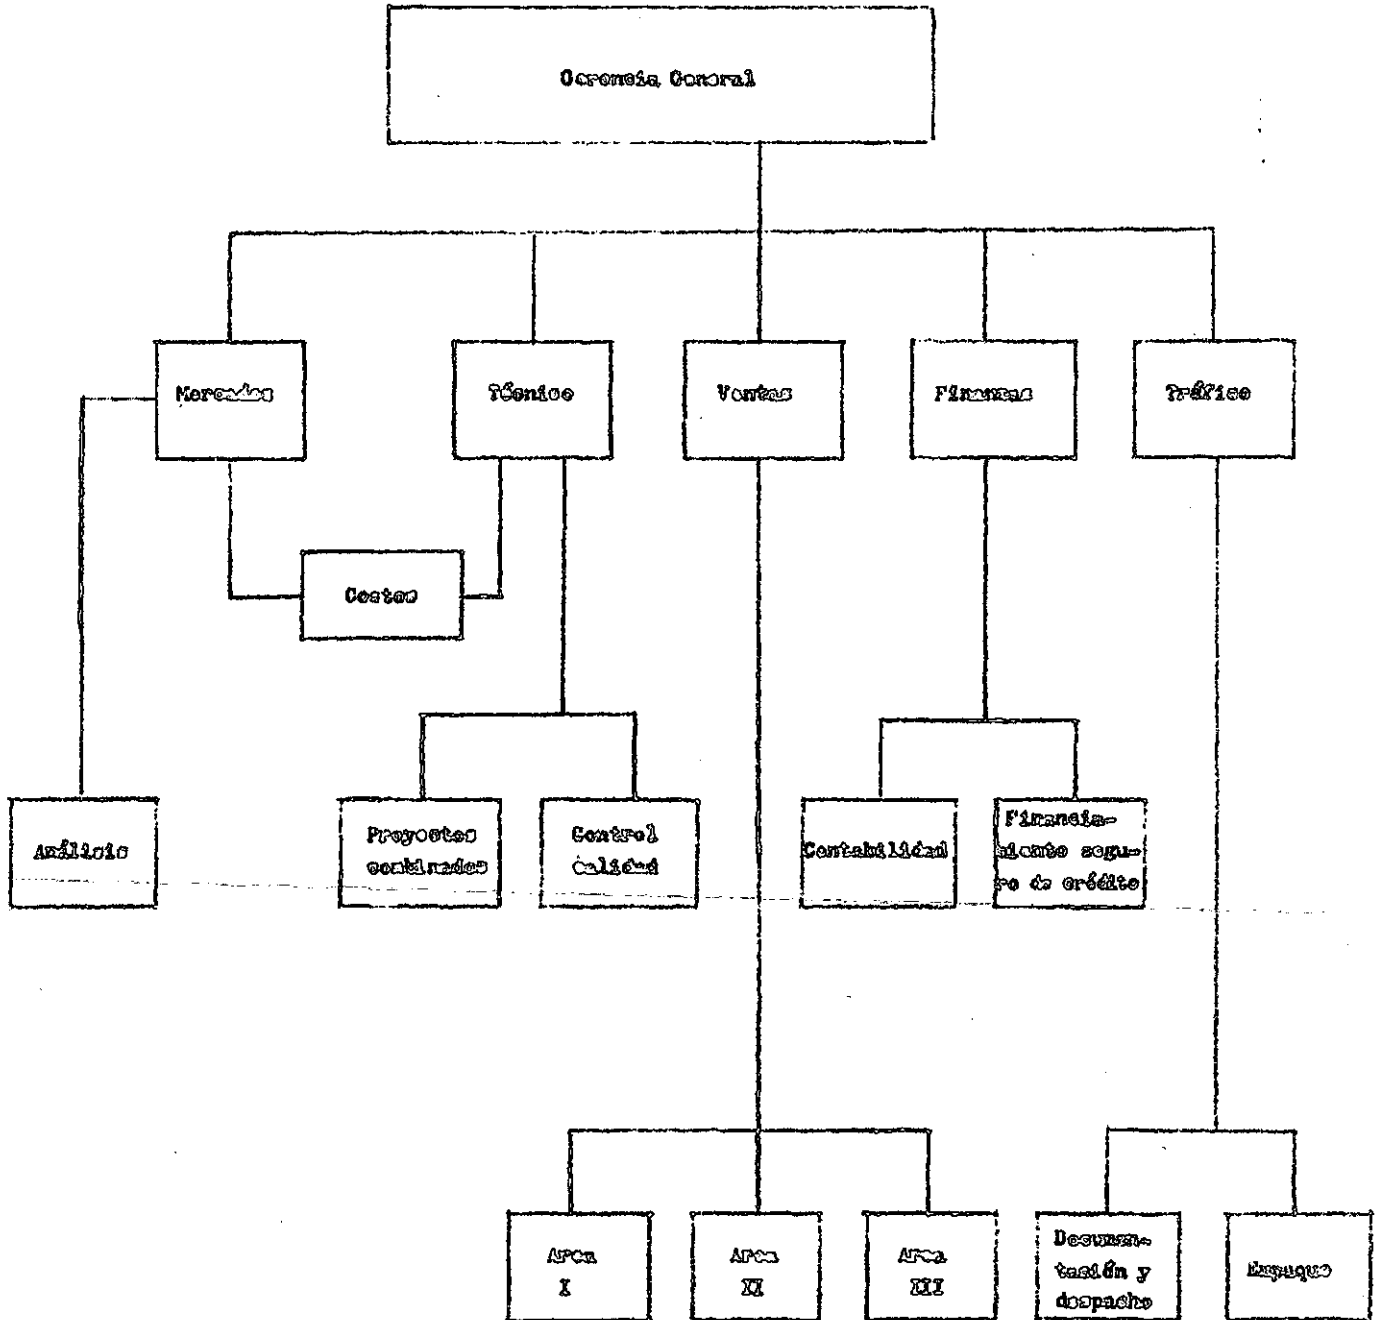 Gerencia General
Mercados
Técnico
Ventas
Finanzas
Tráfico
Costos
Análisis
Proyectos
combinados
Control
Calidad
Contabilidad
Financia-
miento segu-
ro de crédito
Area
I
Area
II
Area
III
Documen-
tación y
despacho
Empaque